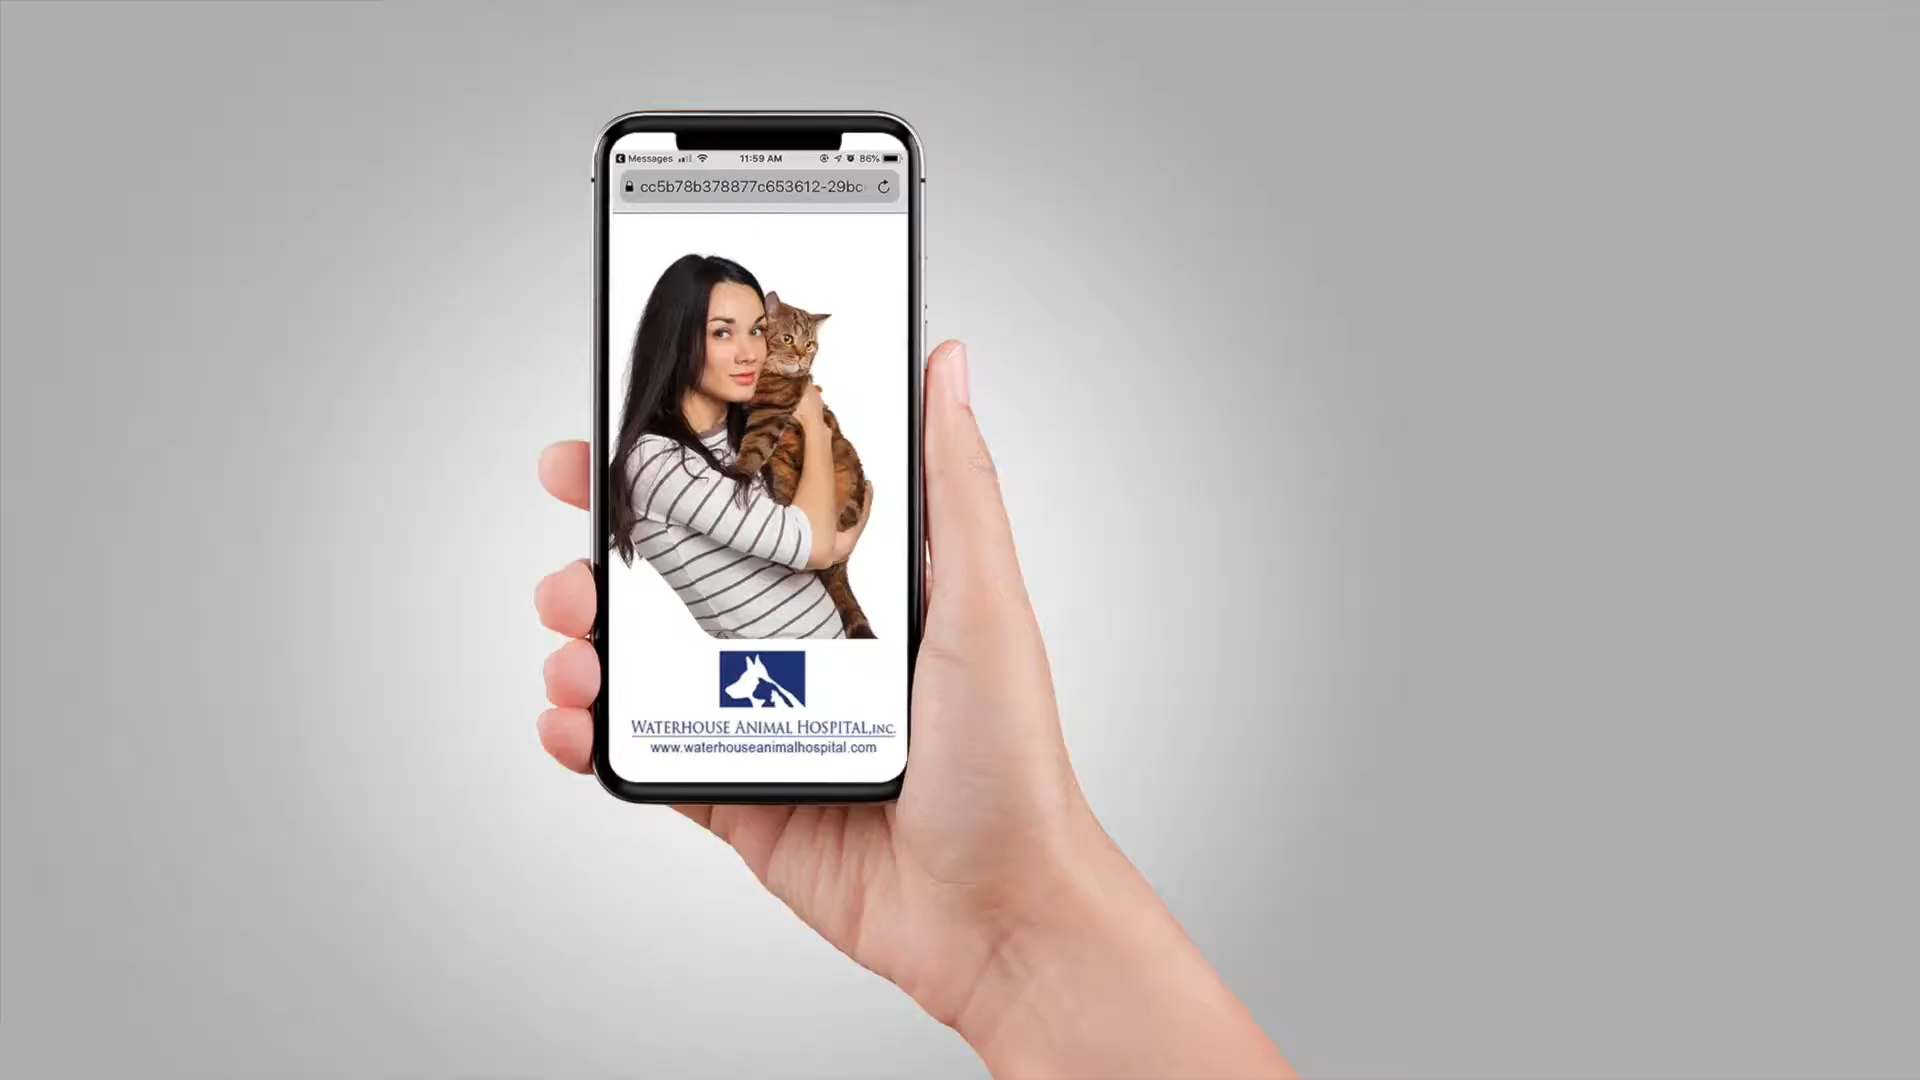 Messages 11:59 AM 86%
cc5b78b378877c653612-29bc
WATERHOUSE ANIMAL HOSPITAL,INC.
www.waterhouseanimalhospital.com